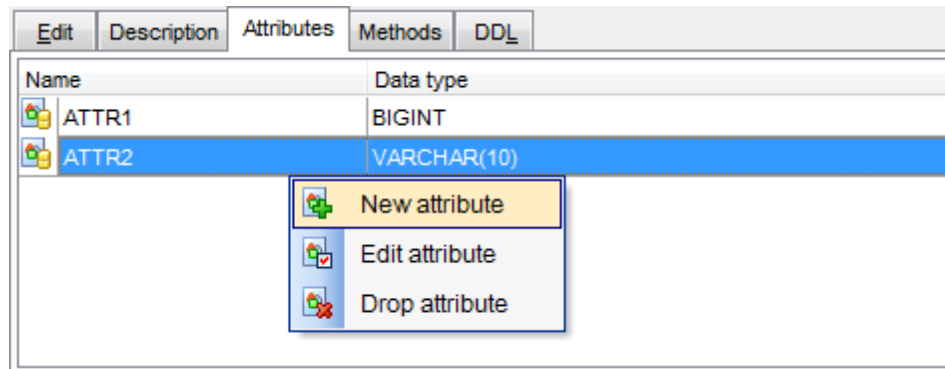 Edit Description Attributes Methods DDL
Name Data type
ATTR1 BIGINT
ATTR2 VARCHAR(10)
New attribute
Edit attribute
Drop attribute